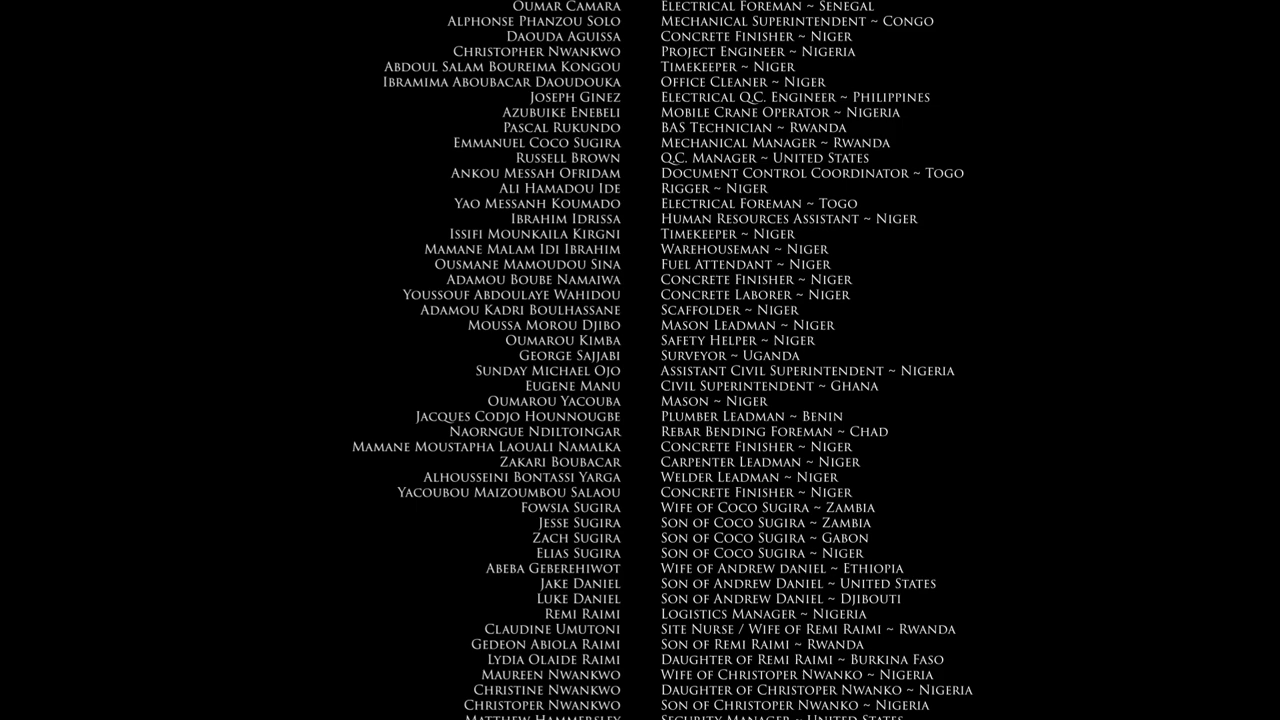 Oumar Camara Electrical Foreman ~ Senegal
Alphonse Phanzou Solo Mechanical Superintendent ~ Congo
Daouda Aguissa Concrete Finisher ~ Niger
Christopher Nwankwo Project Engineer ~ Nigeria
Abdoul Salam Boureima Kongou Timekeeper ~ Niger
Ibramima Aboubacar Daoudouka Office Cleaner ~ Niger
Joseph Ginez Electrical Q.C. Engineer ~ Philippines
Azubuike Enebeli Mobile Crane Operator ~ Nigeria
Pascal Rukundo BAS Technician ~ Rwanda
Emmanuel Coco Sugira Mechanical Manager ~ Rwanda
Russell Brown Q.C. Manager ~ United States
Ankou Messah Ofridam Document Control Coordinator ~ Togo
Ali Hamadou Ide Rigger ~ Niger
Yao Messanh Koumado Electrical Foreman ~ Togo
Ibrahim Idrissa Human Resources Assistant ~ Niger
Issifi Mounkaila Kirgni Timekeeper ~ Niger
Mamane Malam Idi Ibrahim Warehouseman ~ Niger
Ousmane Mamoudou Sina Fuel Attendant ~ Niger
Adamou Boube Namaiwa Concrete Finisher ~ Niger
Youssouf Abdoulaye Wahidou Concrete Laborer ~ Niger
Adamou Kadri Boulhassane Scaffolder ~ Niger
Moussa Morou Djibo Mason Leadman ~ Niger
Oumarou Kimba Safety Helper ~ Niger
George Sajjabi Surveyor ~ Uganda
Sunday Michael Ojo Assistant Civil Superintendent ~ Nigeria
Eugene Manu Civil Superintendent ~ Ghana
Oumarou Yacouba Mason ~ Niger
Jacques Codjo Hounnougbe Plumber Leadman ~ Benin
Naorngue Ndiltoingar Rebar Bending Foreman ~ Chad
Mamane Moustapha Laouali Namalka Concrete Finisher ~ Niger
Zakari Boubacar Carpenter Leadman ~ Niger
Alhousseini Bontassi Yarga Welder Leadman ~ Niger
Yacoubou Maizoumbou Salaou Concrete Finisher ~ Niger
Fowsia Sugira Wife of Coco Sugira ~ Zambia
Jesse Sugira Son of Coco Sugira ~ Zambia
Zach Sugira Son of Coco Sugira ~ Gabon
Elias Sugira Son of Coco Sugira ~ Niger
Abeba Geberehiwot Wife of Andrew daniel ~ Ethiopia
Jake Daniel Son of Andrew Daniel ~ United States
Luke Daniel Son of Andrew Daniel ~ Djibouti
Remi Raimi Logistics Manager ~ Nigeria
Claudine Umutoni Site Nurse / Wife of Remi Raimi ~ Rwanda
Gedeon Abiola Raimi Son of Remi Raimi ~ Rwanda
Lydia Olaide Raimi Daughter of Remi Raimi ~ Burkina Faso
Maureen Nwankwo Wife of Christoper Nwanko ~ Nigeria
Christine Nwankwo Daughter of Christoper Nwanko ~ Nigeria
Christoper Nwankwo Son of Christoper Nwanko ~ Nigeria
Matthew Hammersley Security Manager ~ United States